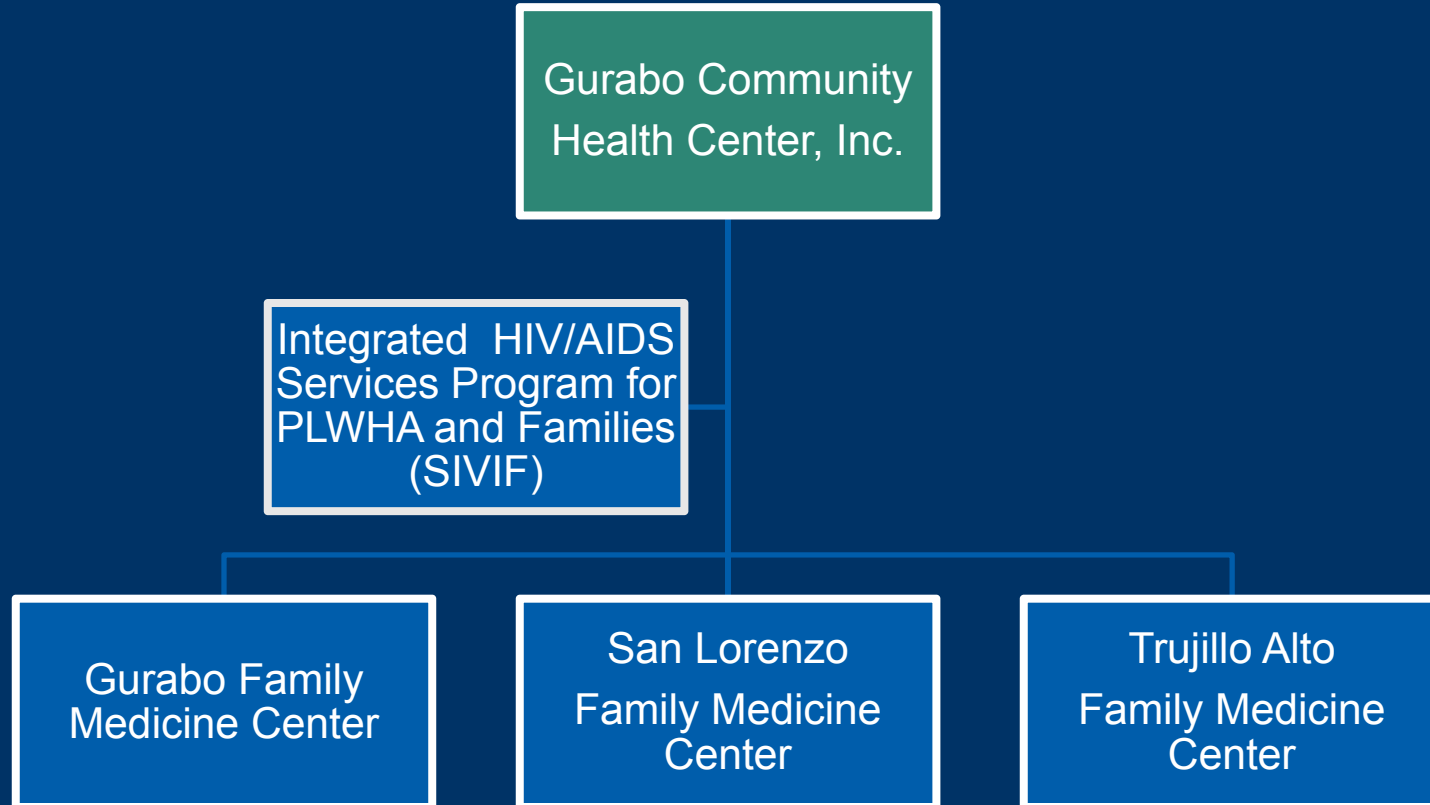 Gurabo Community
Health Center, Inc.
Integrated HIV/AIDS
Services Program for
PLWHA and Families
(SIVIF)
Gurabo Family
Medicine Center
San Lorenzo
Family Medicine
Center
Trujillo Alto
Family Medicine
Center